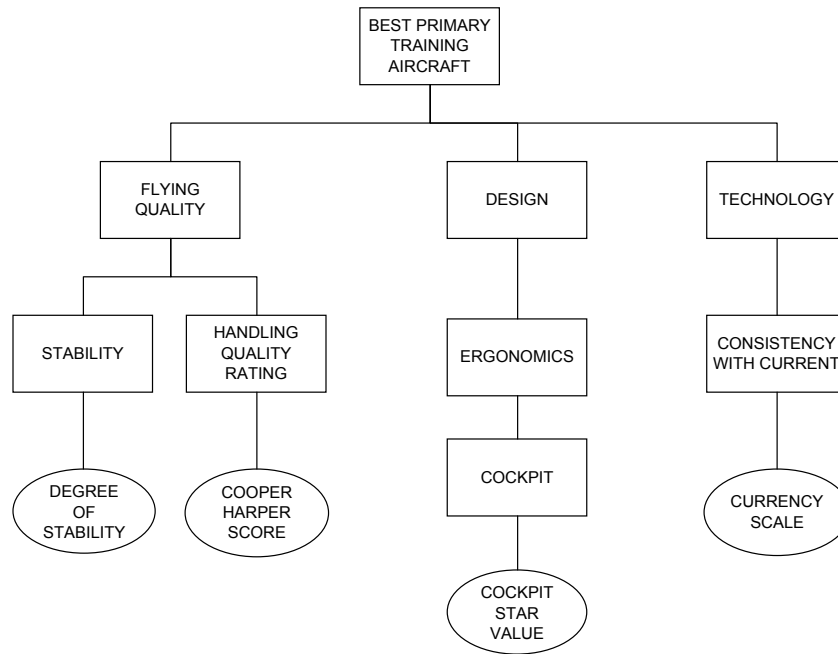 BEST PRIMARY
TRAINING
AIRCRAFT
FLYING
QUALITY
DESIGN
TECHNOLOGY
STABILITY
HANDLING
QUALITY
RATING
ERGONOMICS
CONSISTENCY
WITH CURRENT
COCKPIT
DEGREE
OF
STABILITY
COOPER
HARPER
SCORE
CURRENCY
SCALE
COCKPIT
STAR
VALUE